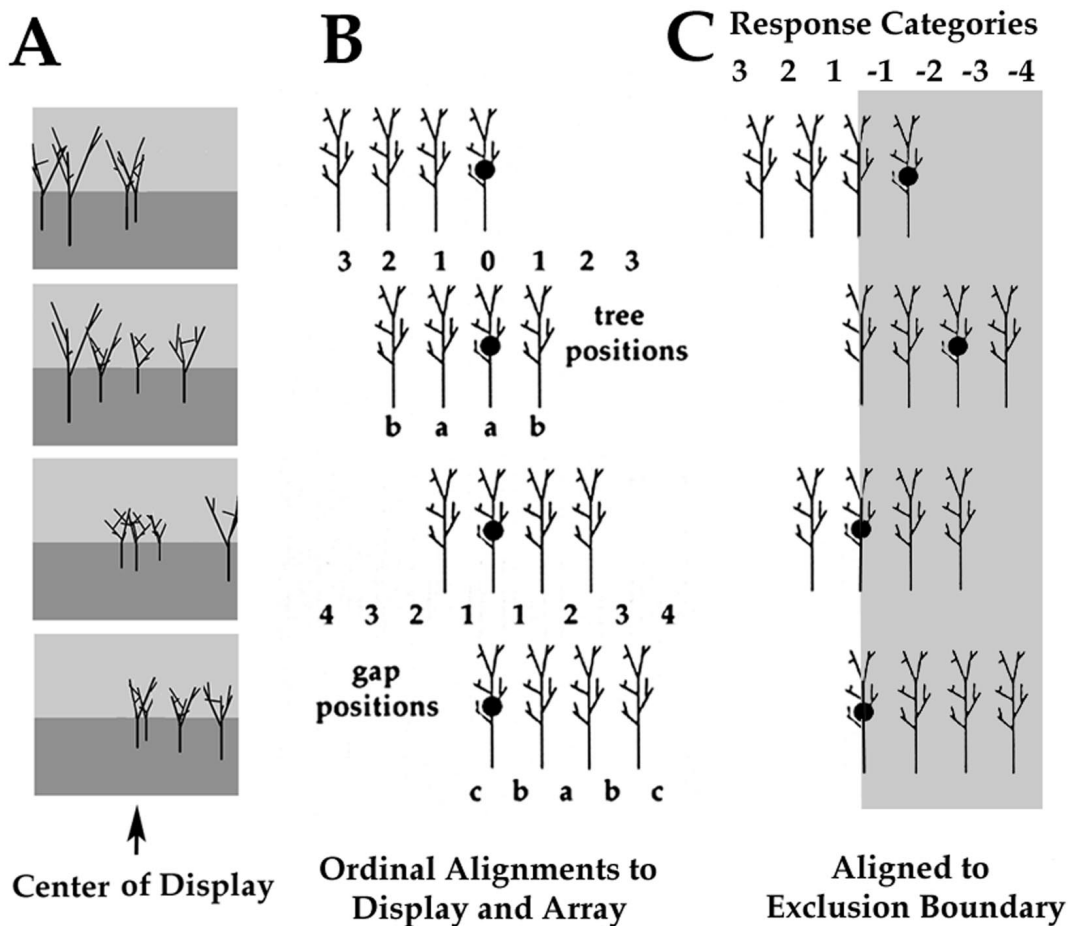 A
B
C
Response Categories
3 2 1 -1 -2 -3 -4
3 2 1 0 1 2 3
tree
positions
b a a b
4 3 2 1 1 2 3 4
gap
positions
c b a b c
Center of Display
Ordinal Alignments to
Display and Array
Aligned to
Exclusion Boundary